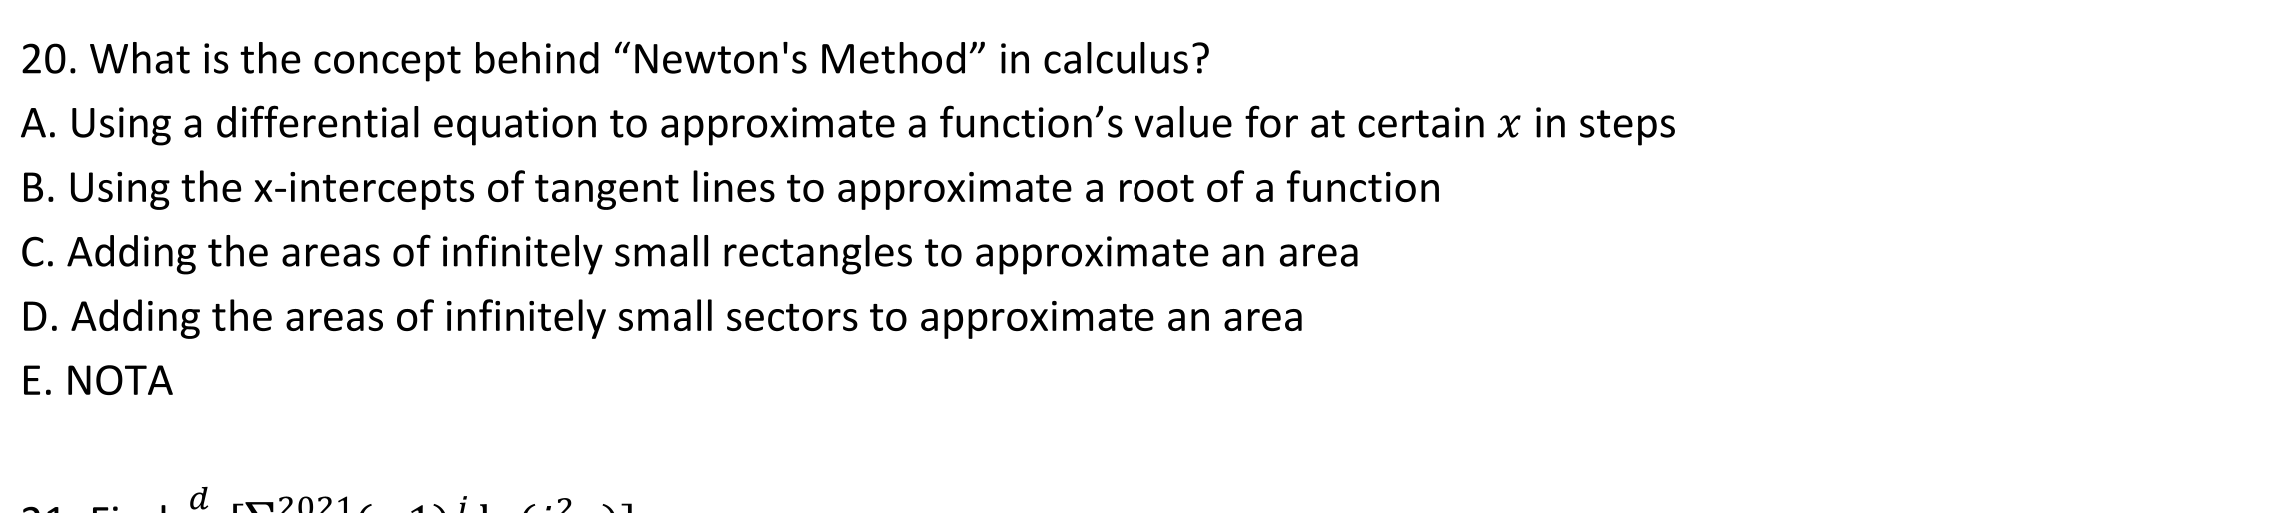 20. What is the concept behind “Newton's Method” in calculus?
A. Using a differential equation to approximate a function’s value for at certain 𝑥 in steps
B. Using the x-intercepts of tangent lines to approximate a root of a function
C. Adding the areas of infinitely small rectangles to approximate an area
D. Adding the areas of infinitely small sectors to approximate an area
E. NOTA